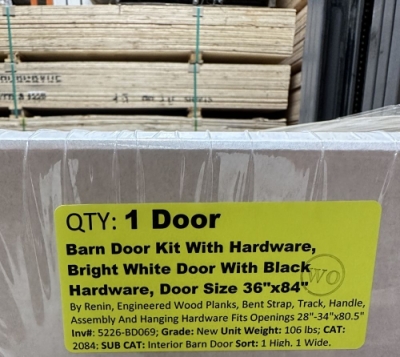 QTY: 1 Door
Barn Door Kit With Hardware,
Bright White Door With Black
Hardware, Door Size 36"x84"
WO
By Renin, Engineered Wood Planks, Bent Strap, Track, Handle,
Assembly And Hanging Hardware Fits Openings 28"-34"x80.5"
Inv#: 5226-BD069; Grade: New Unit Weight: 106 lbs; CAT:
2084; SUB CAT: Interior Barn Door Sort: 1 High, 1 Wide,